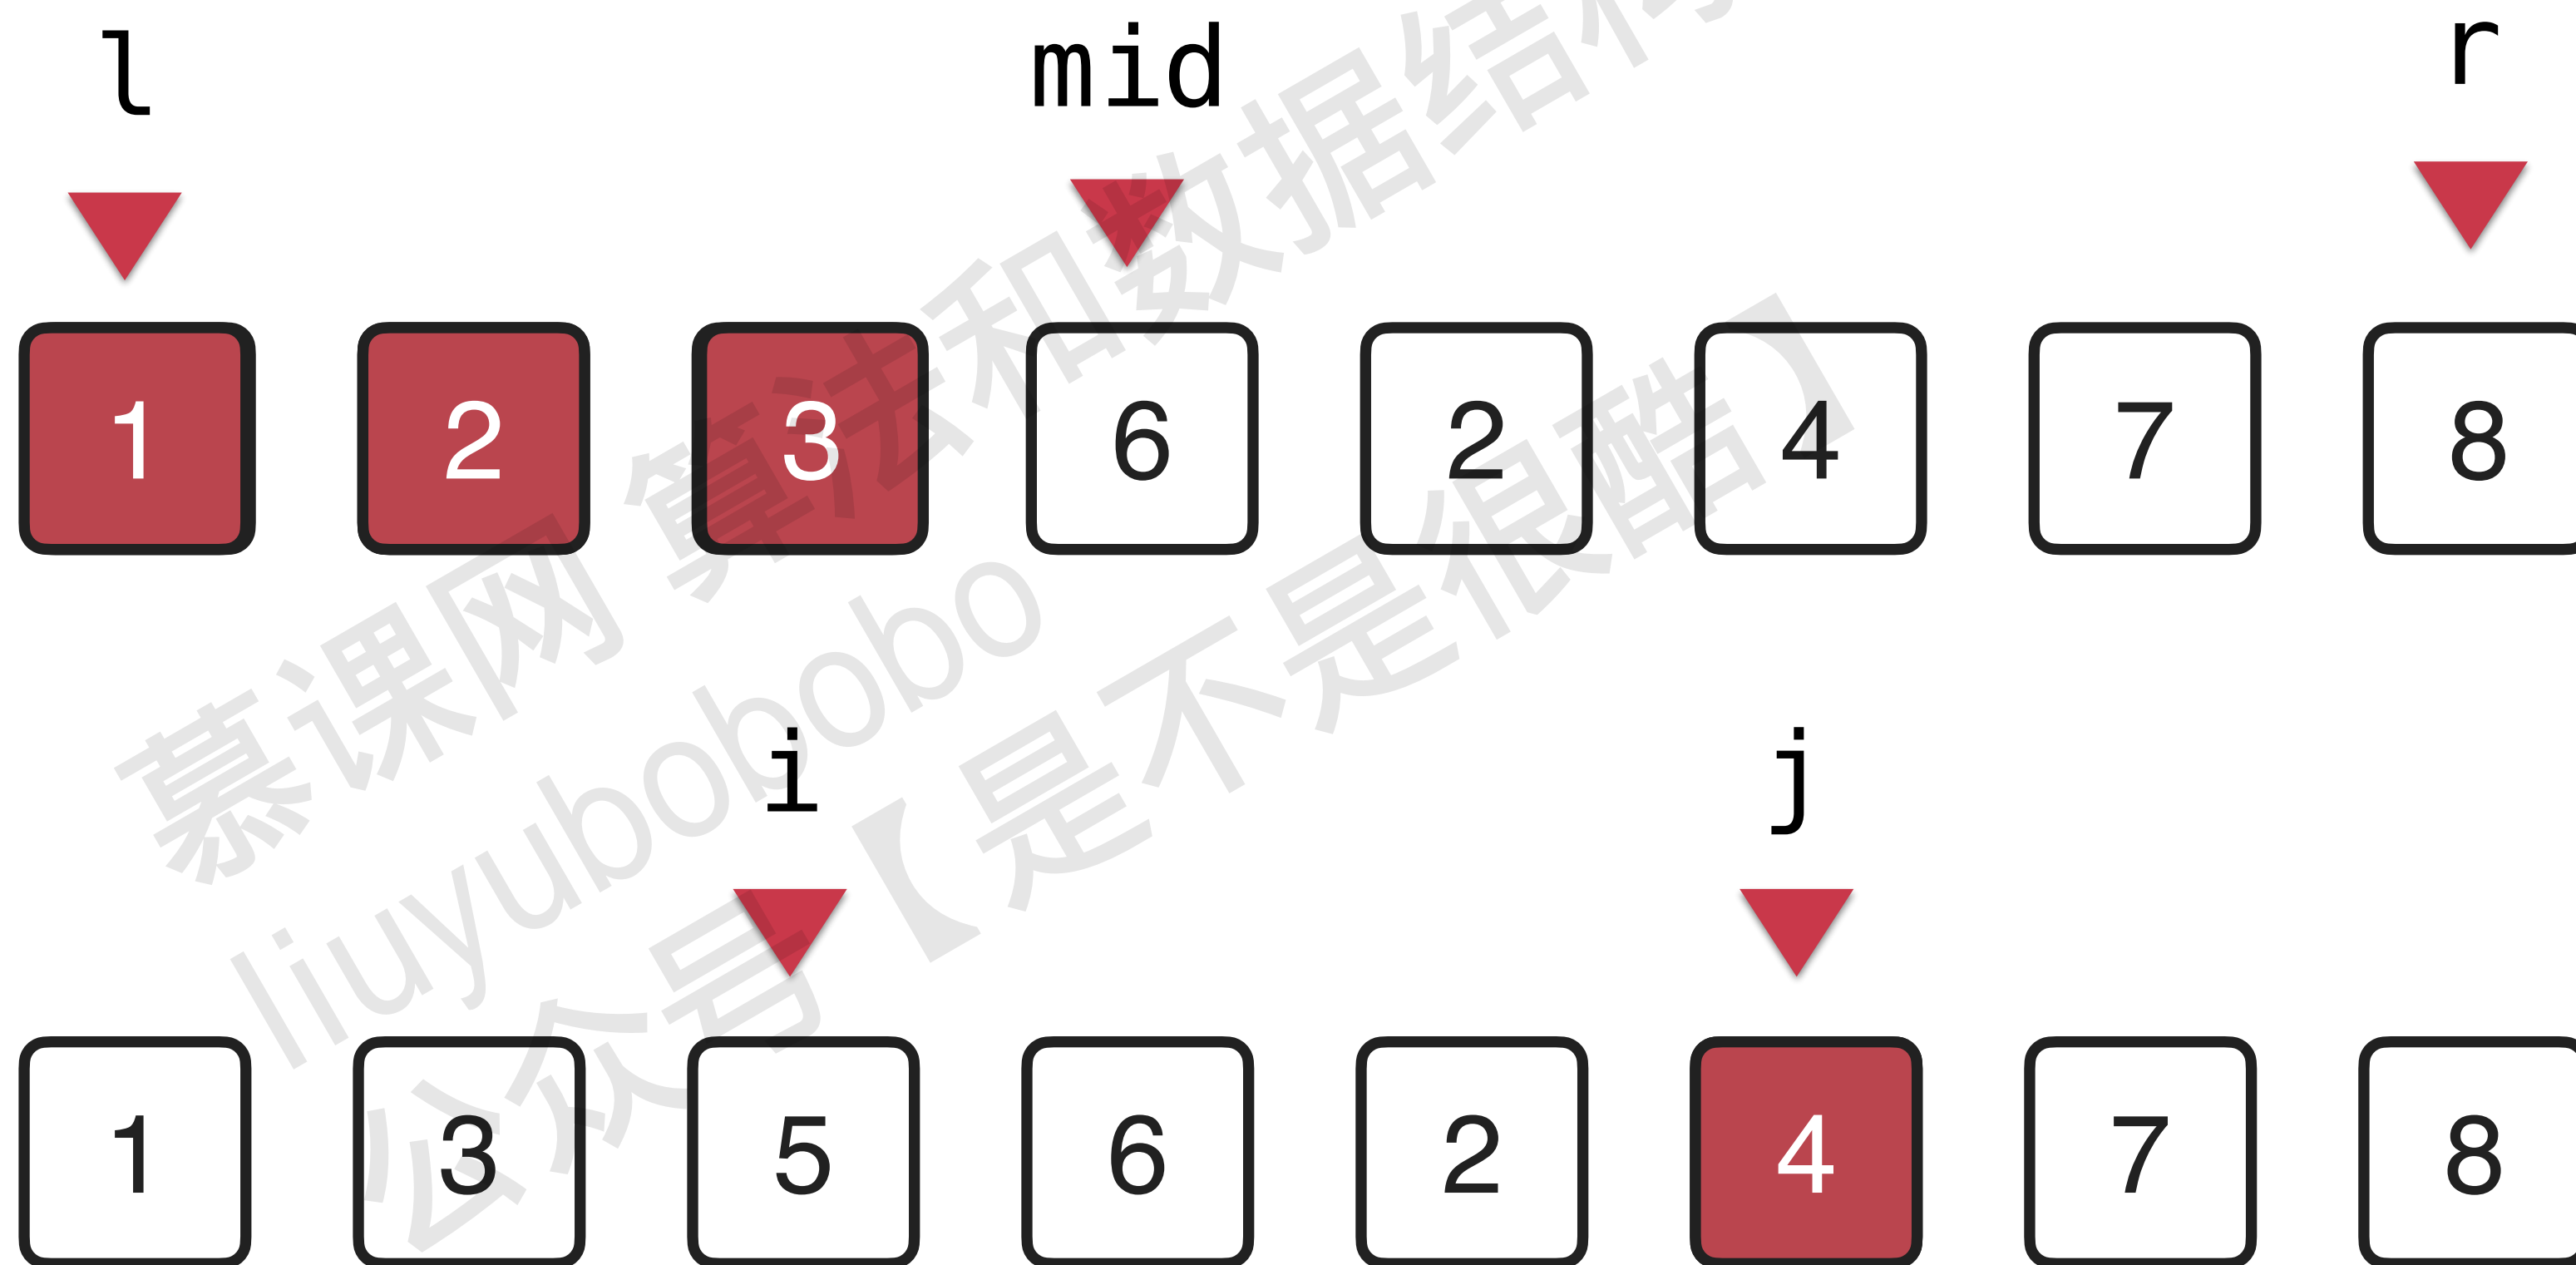 l mid r
1 2 3 6 2 4 7 8
i j
1 3 5 6 2 4 7 8
慕课网 算法和数据结构
liuyubobobo
公众号【是不是很酷】